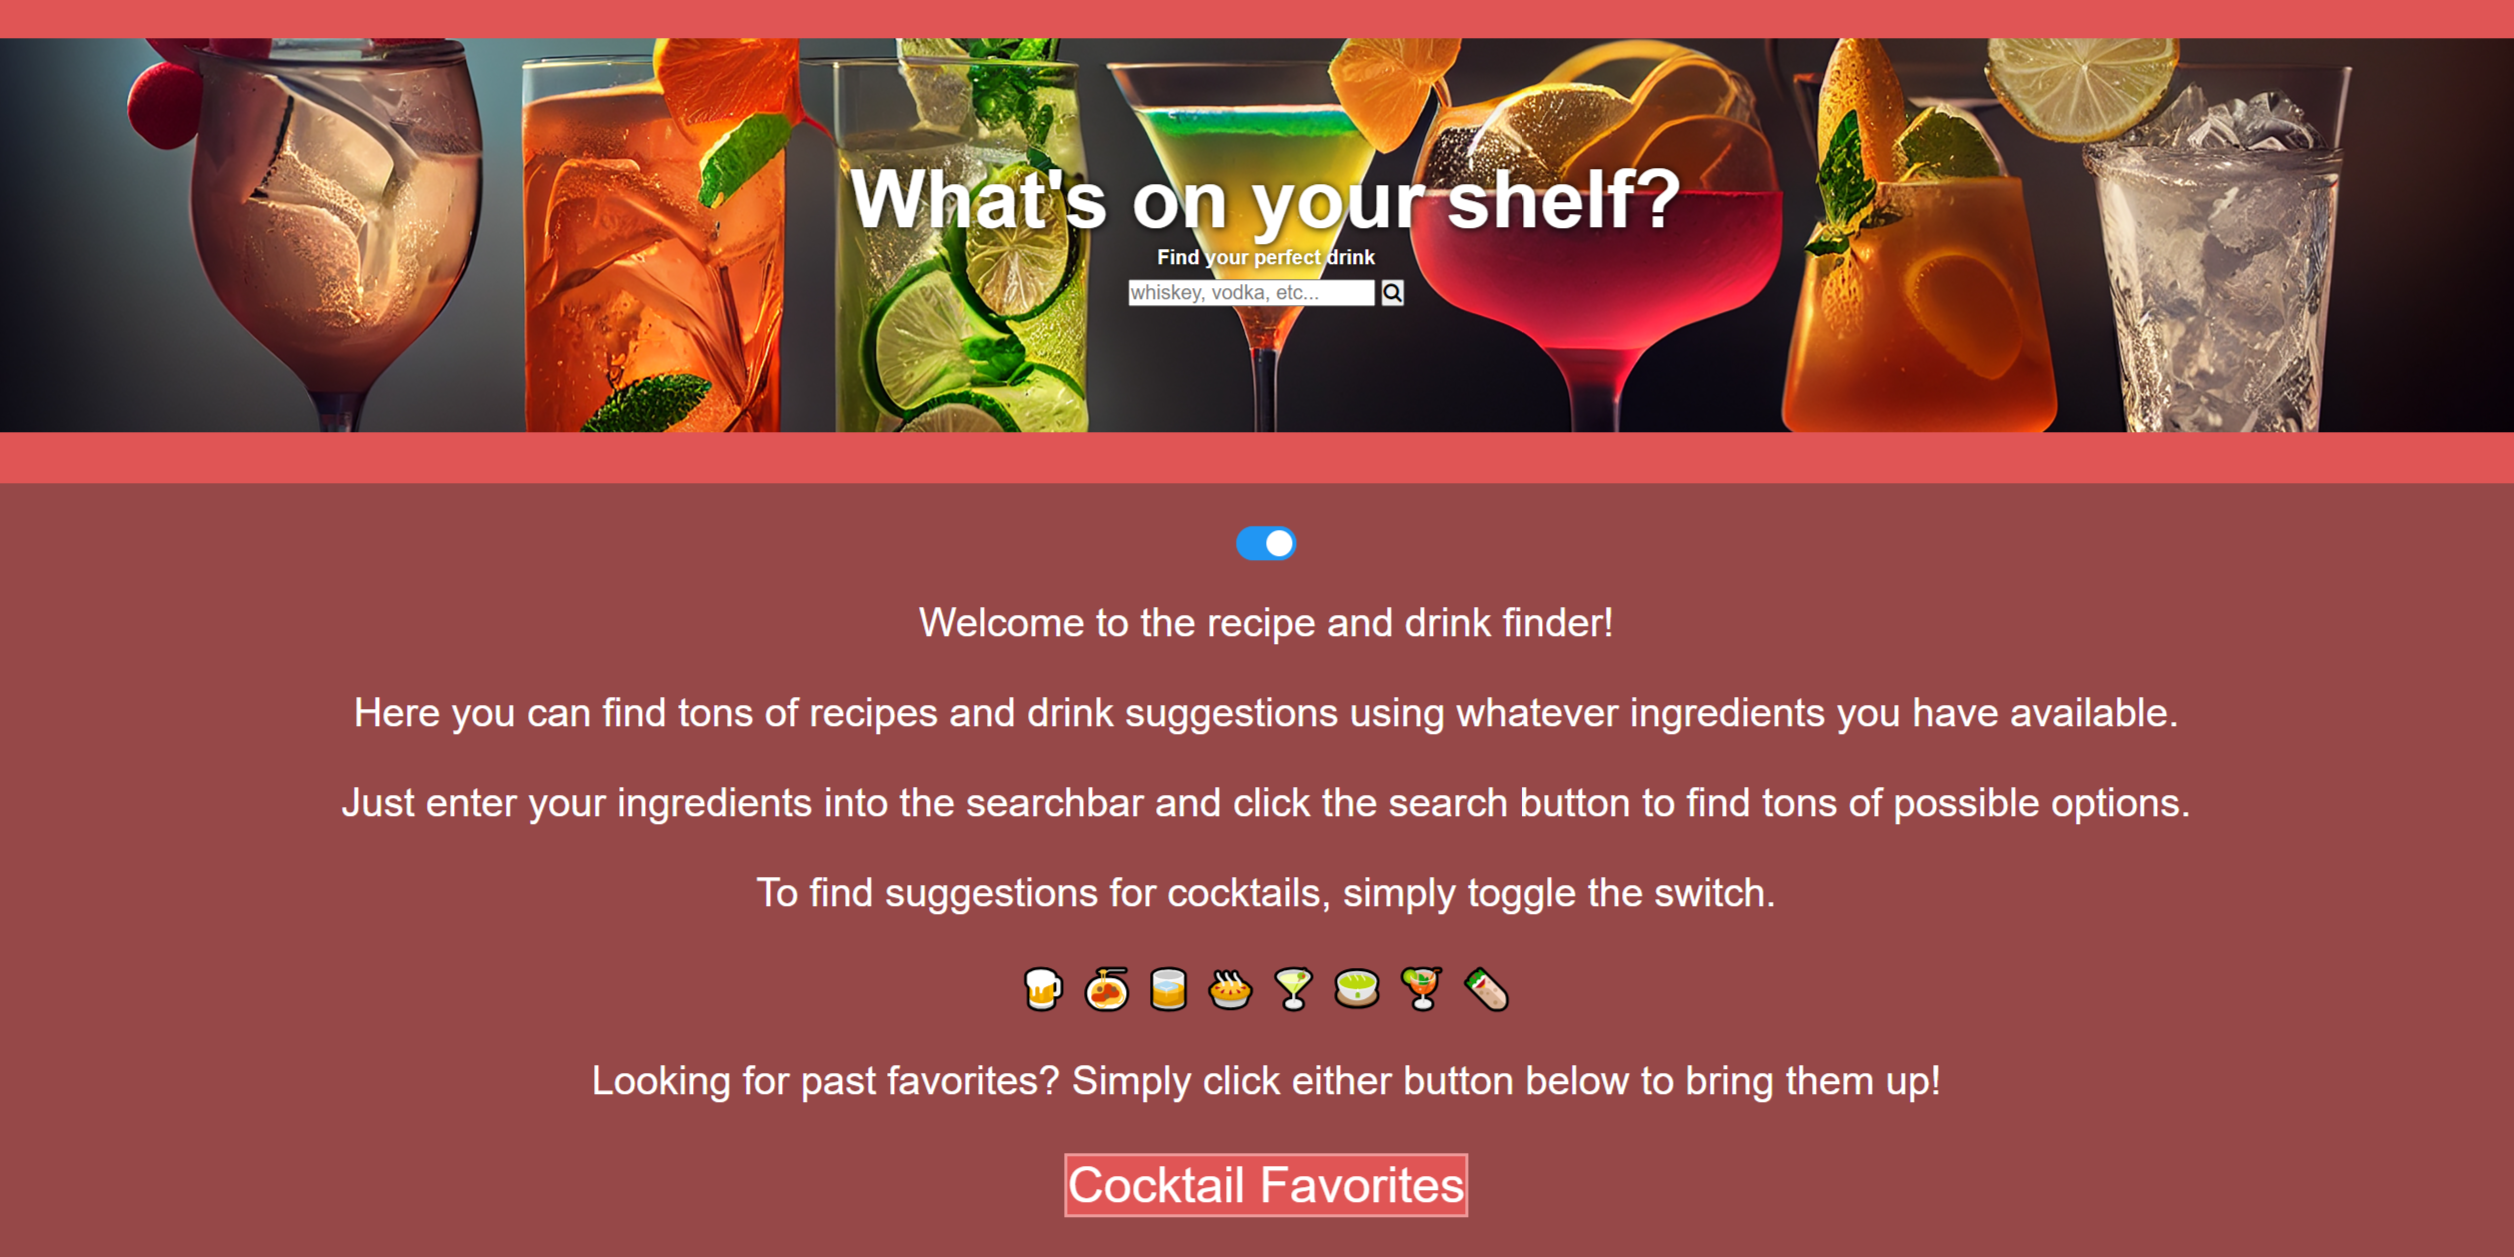 What's on your shelf?
Find your perfect drink
whiskey, vodka, etc...
Welcome to the recipe and drink finder!
Here you can find tons of recipes and drink suggestions using whatever ingredients you have available.
Just enter your ingredients into the searchbar and click the search button to find tons of possible options.
To find suggestions for cocktails, simply toggle the switch.
Looking for past favorites? Simply click either button below to bring them up!
Cocktail Favorites